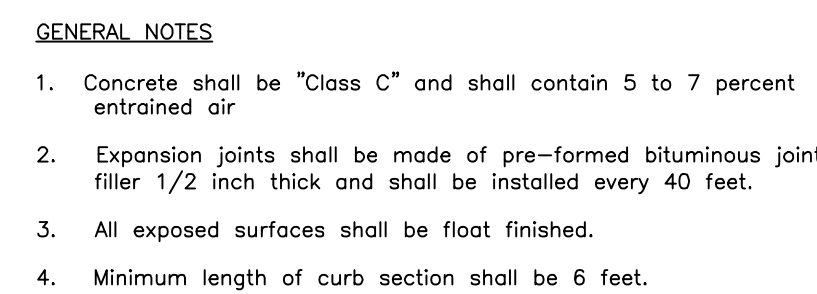 GENERAL NOTES
1. Concrete shall be "Class C" and shall contain 5 to 7 percent
entrained air
2. Expansion joints shall be made of pre-formed bituminous joint
filler 1/2 inch thick and shall be installed every 40 feet.
3. All exposed surfaces shall be float finished.
4. Minimum length of curb section shall be 6 feet.